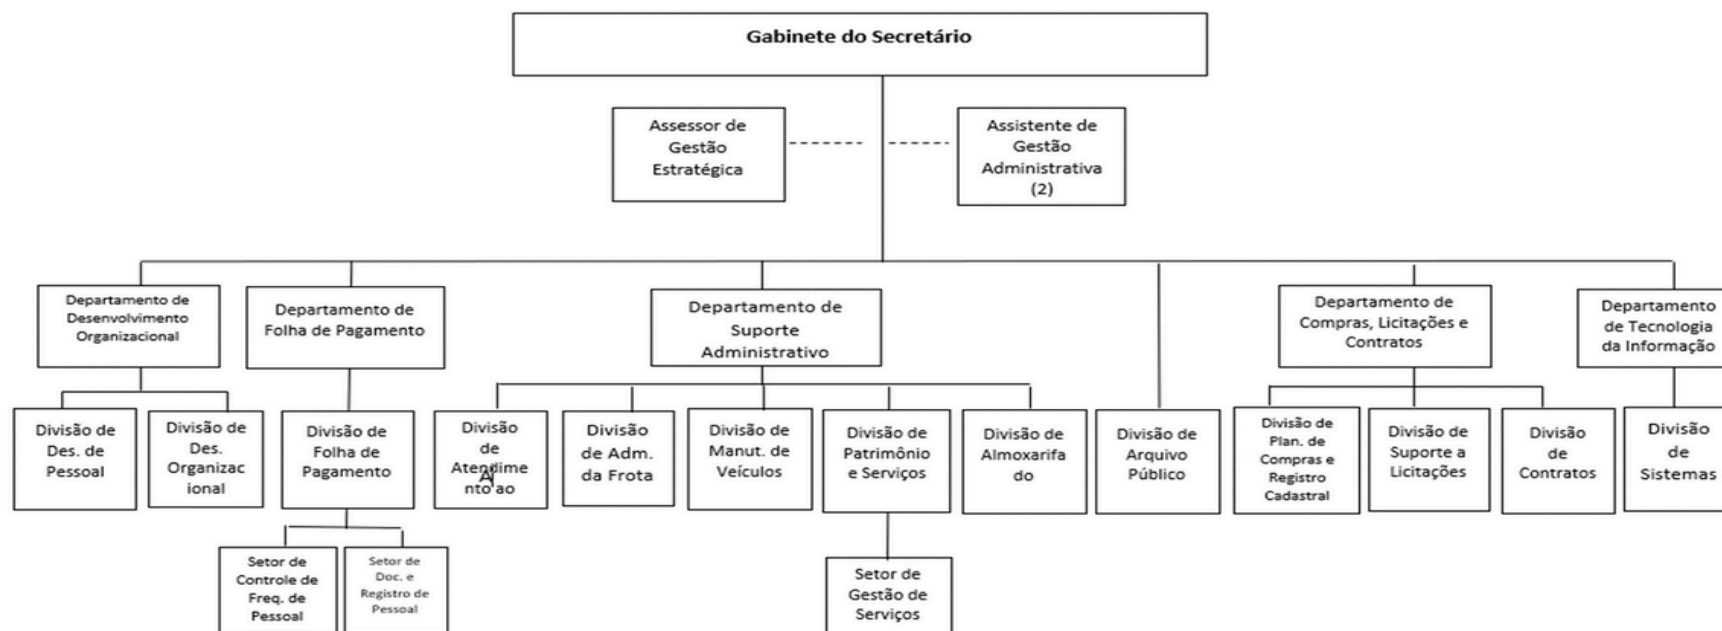 Gabinete do Secretário
Assessor de
Gestão
Estratégica
Assistente de
Gestão
Administrativa
(2)
Departamento de
Desenvolvimento
Organizacional
Departamento de
Folha de Pagamento
Departamento de
Suporte
Administrativo
Departamento de
Compras, Licitações e
Contratos
Departamento
de Tecnologia
da Informação
Divisão de
Des. de
Pessoal
Divisão de
Des.
Organizac
ional
Divisão de
Folha de
Pagamento
Divisão
de
Atendime
nto ao
Divisão
de Adm.
da Frota
Divisão de
Manut. de
Veículos
Divisão de
Patrimônio
e Serviços
Divisão de
Almoxarifa
do
Divisão de
Arquivo
Público
Divisão de
Plan. de
Compras e
Registro
Cadastral
Divisão de
Suporte a
Licitações
Divisão
de
Contratos
Divisão
de
Sistemas
Setor de
Controle de
Freq. de
Pessoal
Setor de
Doc. e
Registro de
Pessoal
Setor de
Gestão de
Serviços